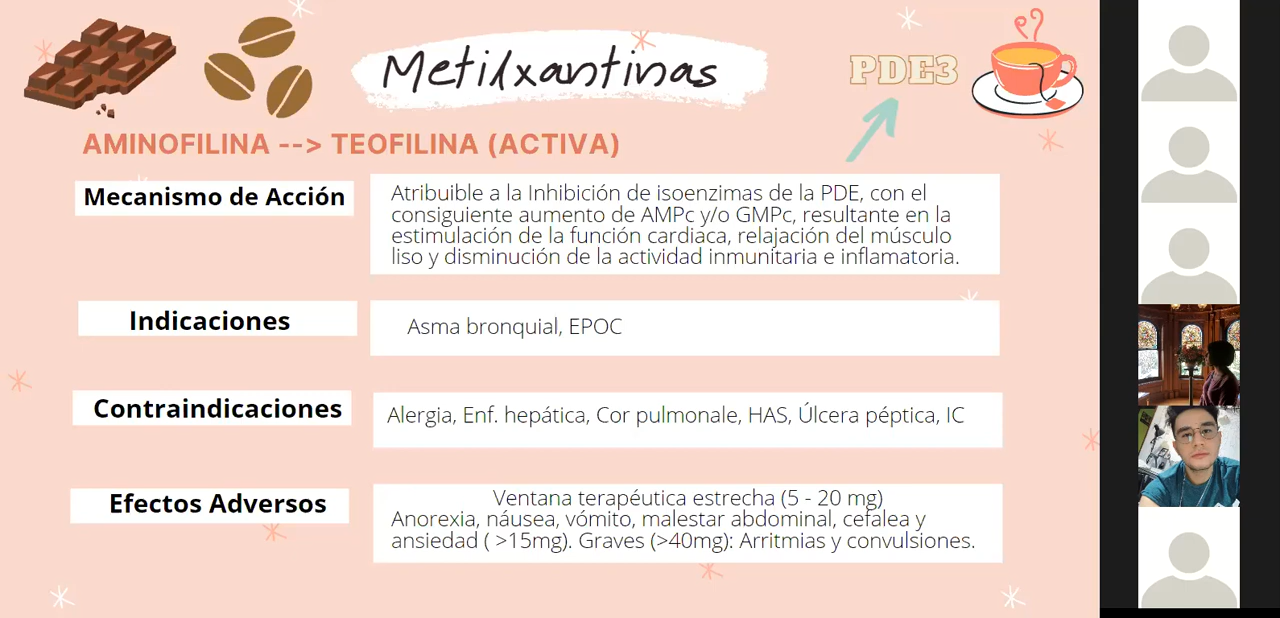 Metilxantinas
PDE3
AMINOFILINA --> TEOFILINA (ACTIVA)
Mecanismo de Acción
Atribuible a la Inhibición de isoenzimas de la PDE, con el
consiguiente aumento de AMPc y/o GMPc, resultante en la
estimulación de la función cardiaca, relajación del músculo
liso y disminución de la actividad inmunitaria e inflamatoria.
Indicaciones
Asma bronquial, EPOC
Contraindicaciones
Alergia, Enf. hepática, Cor pulmonale, HAS, Úlcera péptica, IC
Efectos Adversos
Ventana terapéutica estrecha (5 - 20 mg)
Anorexia, náusea, vómito, malestar abdominal, cefalea y
ansiedad ( >15mg). Graves (>40mg): Arritmias y convulsiones.